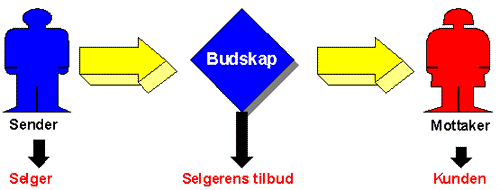 Budskap
Sender
Mottaker
Selger
Selgerens tilbud
Kunden